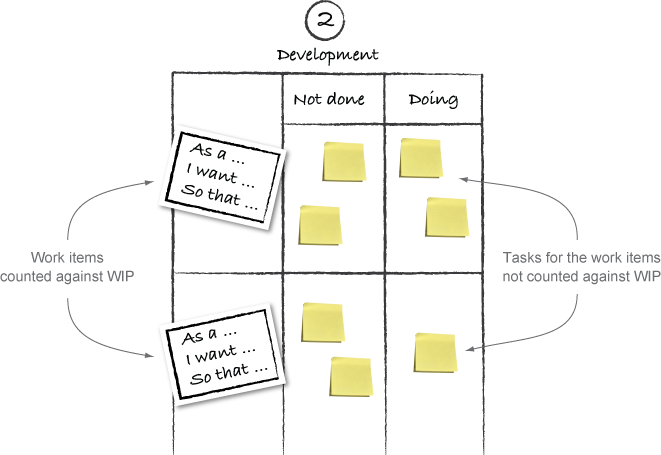 2
Development
Not done
Doing
As a ...
I want ...
So that ...
Work items
counted against WIP
Tasks for the work items
not counted against WIP
As a ...
I want ...
So that ...